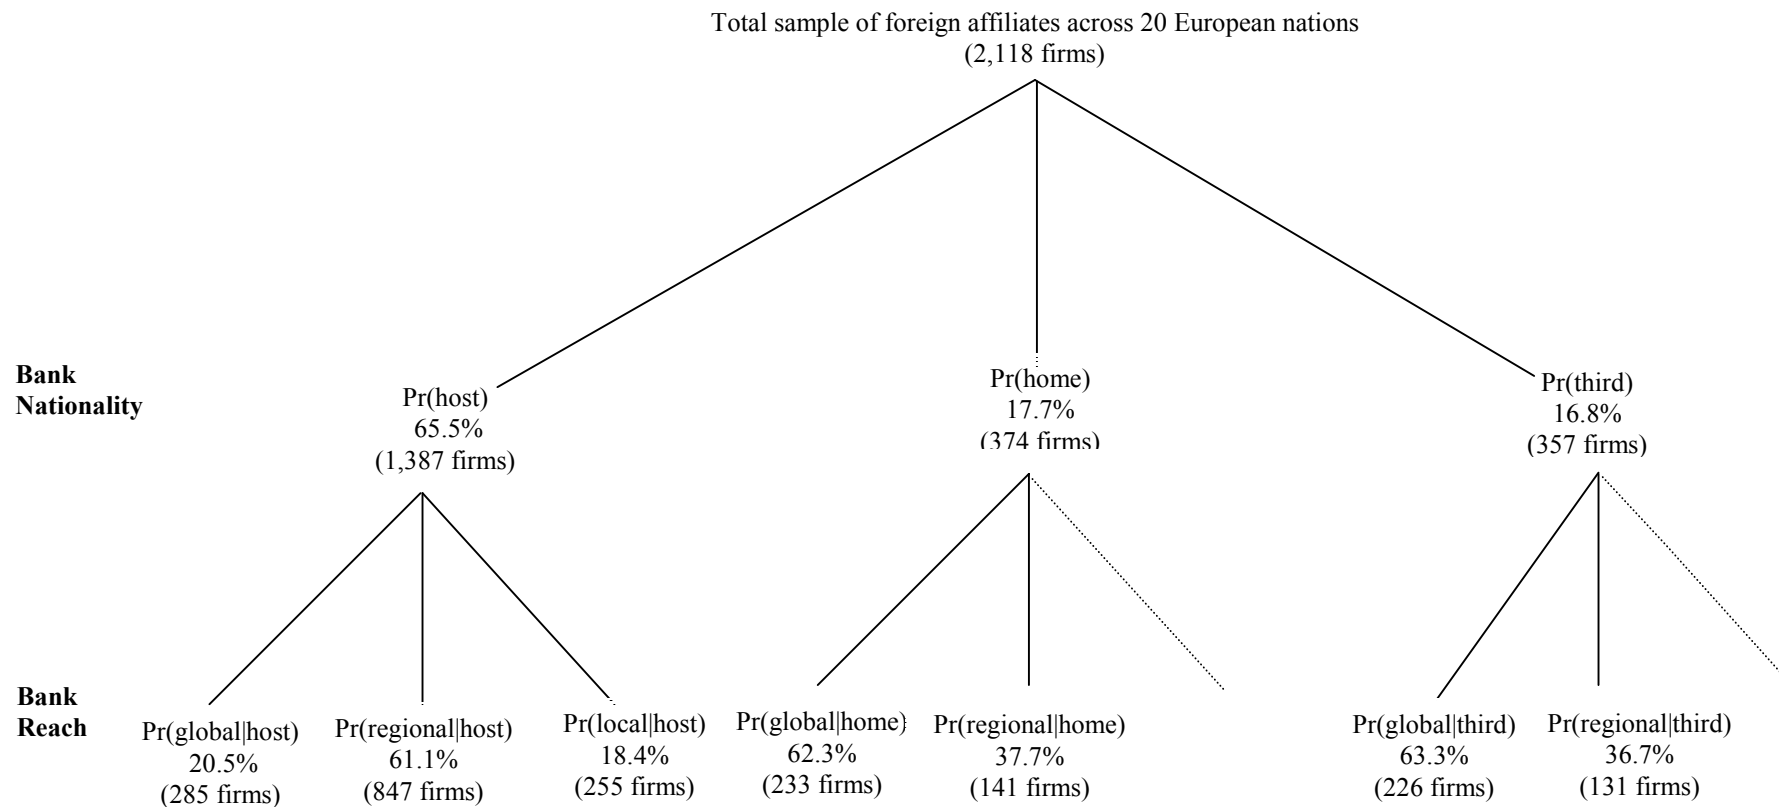 Total sample of foreign affiliates across 20 European nations
(2,118 firms)
Bank
Nationality
Pr(host)
65.5%
(1,387 firms)
Pr(home)
17.7%
(374 firms)
Pr(third)
16.8%
(357 firms)
Bank
Reach
Pr(global|host)
20.5%
(285 firms)
Pr(regional|host)
61.1%
(847 firms)
Pr(local|host)
18.4%
(255 firms)
Pr(global|home)
62.3%
(233 firms)
Pr(regional|home)
37.7%
(141 firms)
Pr(global|third)
63.3%
(226 firms)
Pr(regional|third)
36.7%
(131 firms)